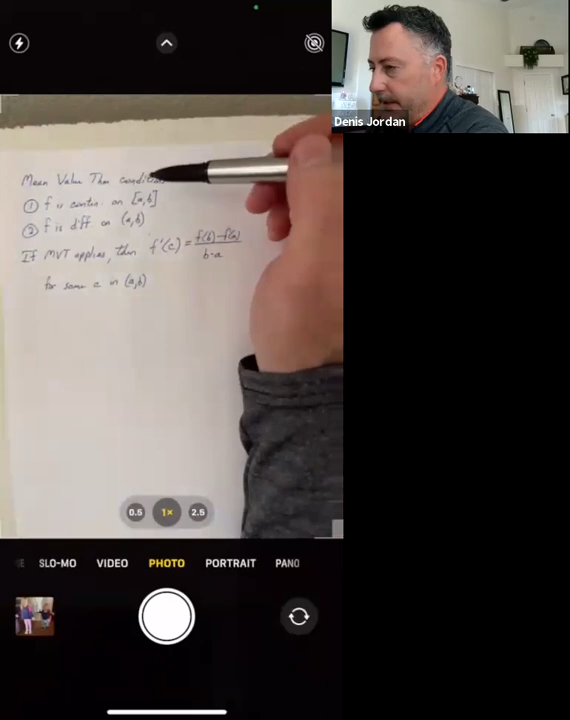 Denis Jordan
Mean Value Thm conditions
① f is contin. on [a,b]
② f is diff on (a,b)
If MVT applies, then f'(c) = f(b)-f(a)
b-a
for some c in (a,b)
0.5 1× 2.5
SLO-MO VIDEO PHOTO PORTRAIT PANO